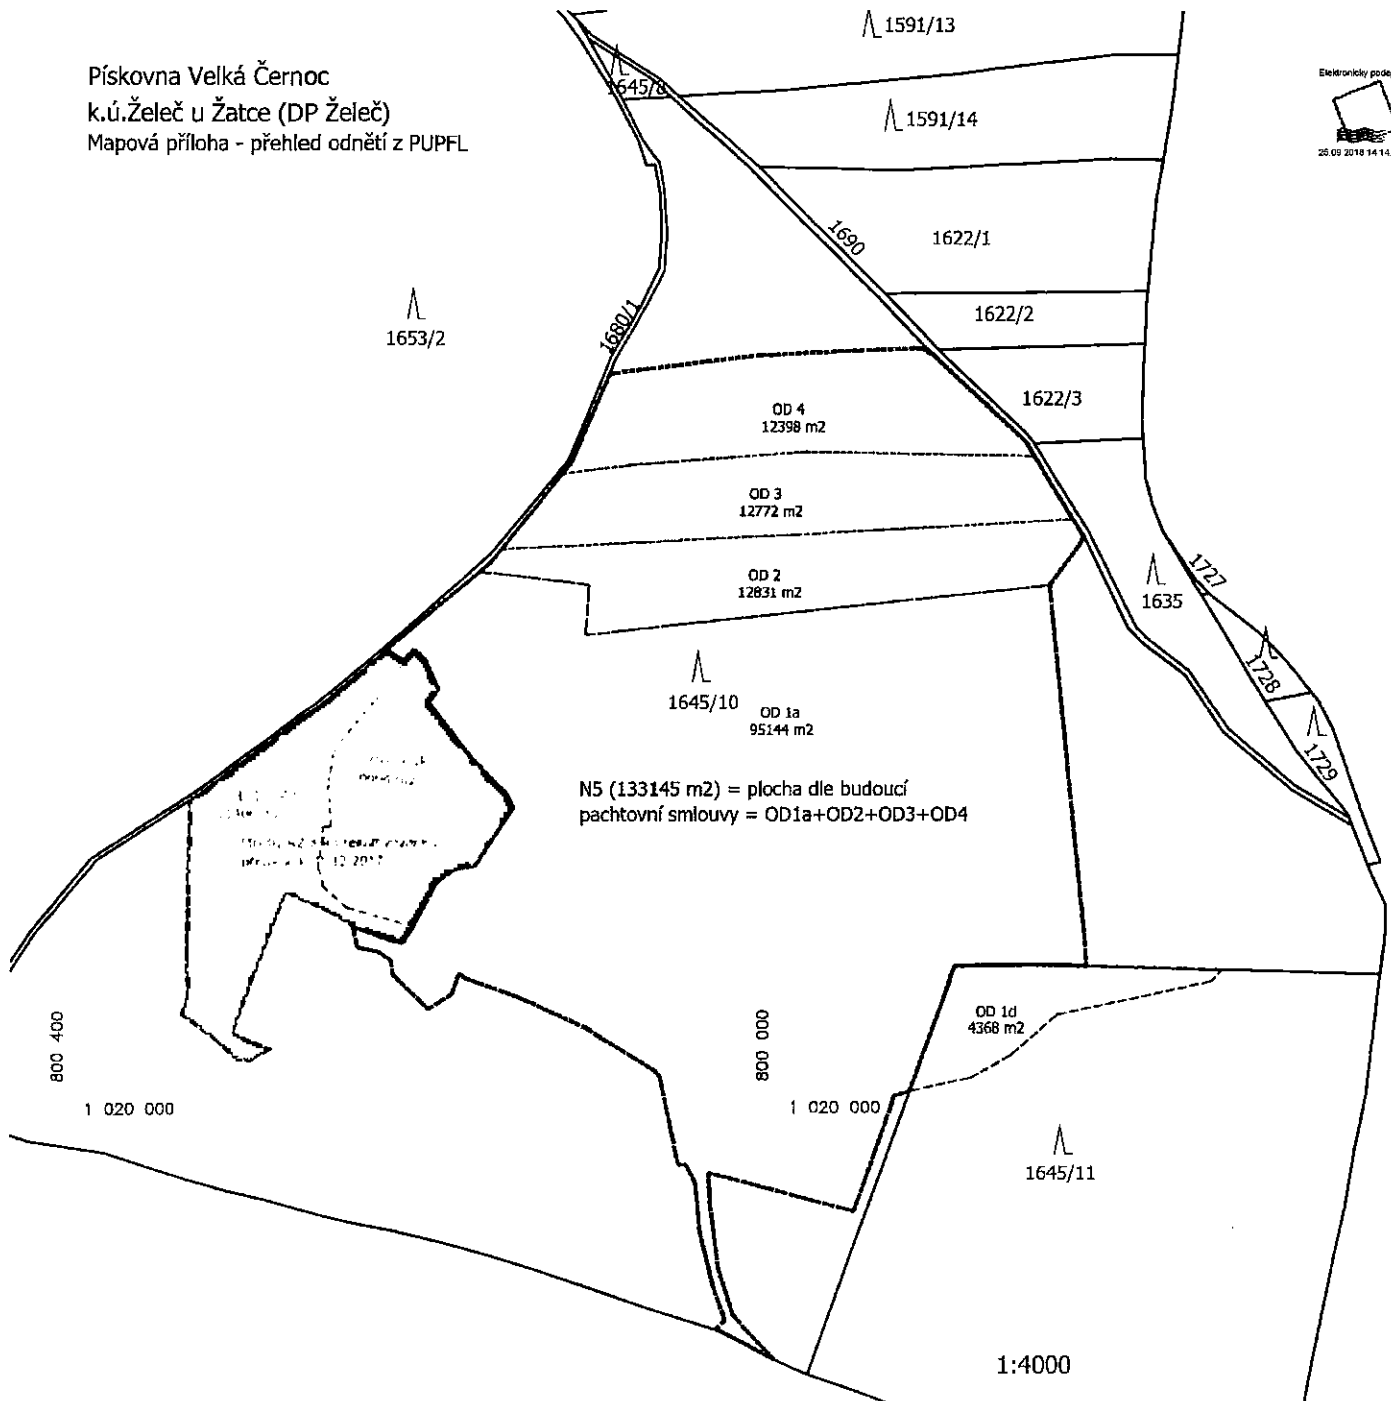 Pískovna Velká Černoc
k.ú.Želeč u Žatce (DP Želeč)
Mapová příloha - přehled odnětí z PUPFL
1591/13
1645/8
1591/14
1690
1622/1
1653/2
1680/1
1622/2
1622/3
OD 4
12398 m2
OD 3
12772 m2
OD 2
12831 m2
1635
1727
1728
1729
1645/10
OD 1a
95144 m2
N5 (133145 m2) = plocha dle budoucí
pachtovní smlouvy = OD1a+OD2+OD3+OD4
OD 1d
4368 m2
800 400
1 020 000
800 000
1 020 000
1645/11
1:4000
Elektronicky